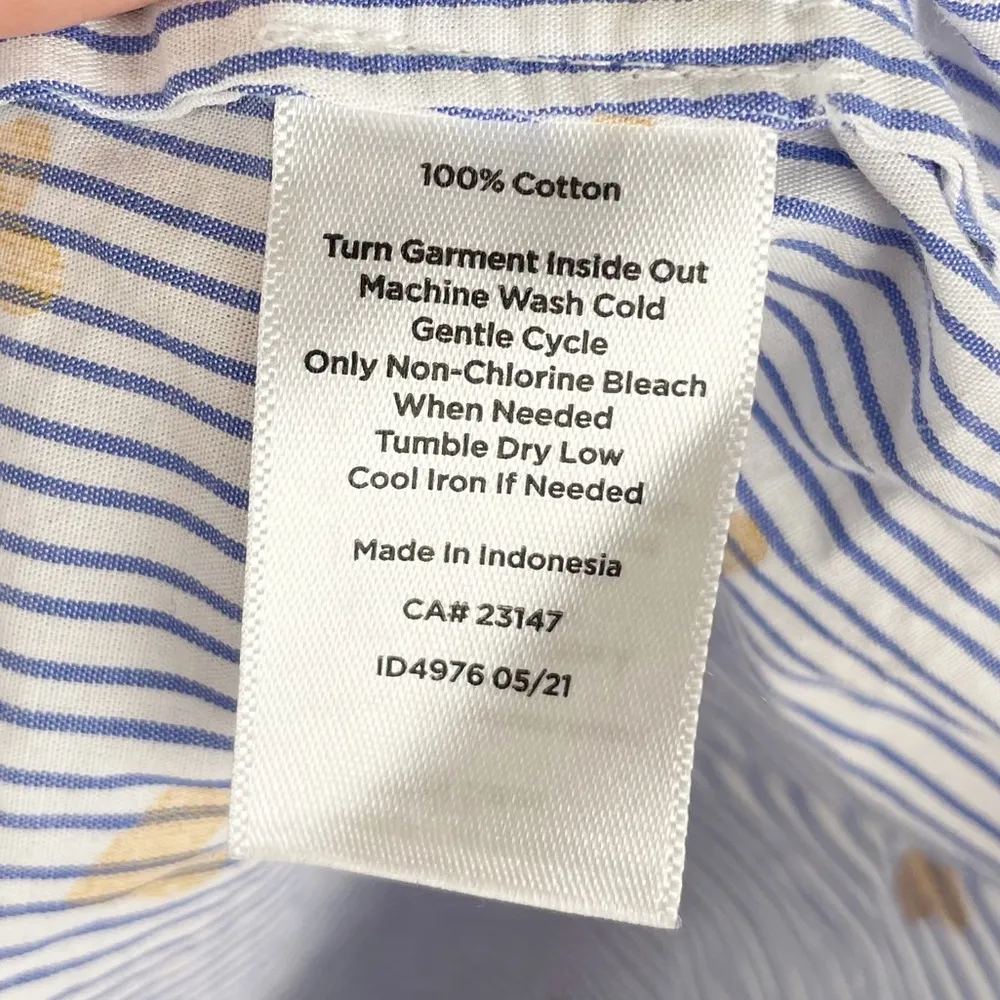 100% Cotton
Turn Garment Inside Out
Machine Wash Cold
Gentle Cycle
Only Non-Chlorine Bleach
When Needed
Tumble Dry Low
Cool Iron If Needed
Made In Indonesia
CA# 23147
ID4976 05/21